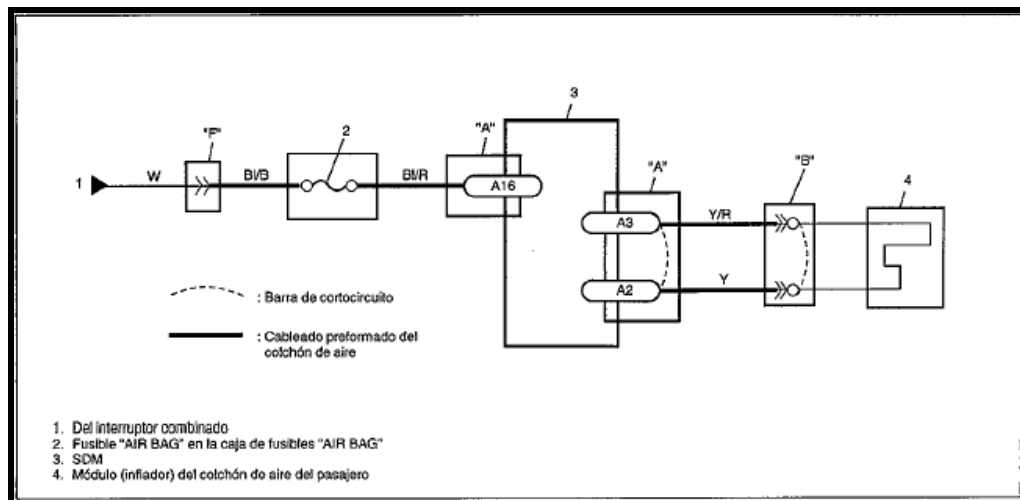 3
2
"F"
"A"
"A"
"B"
4
1
W
Bl/B
Bl/R
A16
A3
Y/R
A2
Y
: Barra de cortocircuito
: Cableado preformado del
colchón de aire
1. Del interruptor combinado
2. Fusible "AIR BAG" en la caja de fusibles "AIR BAG"
3. SDM
4. Módulo (inflador) del colchón de aire del pasajero